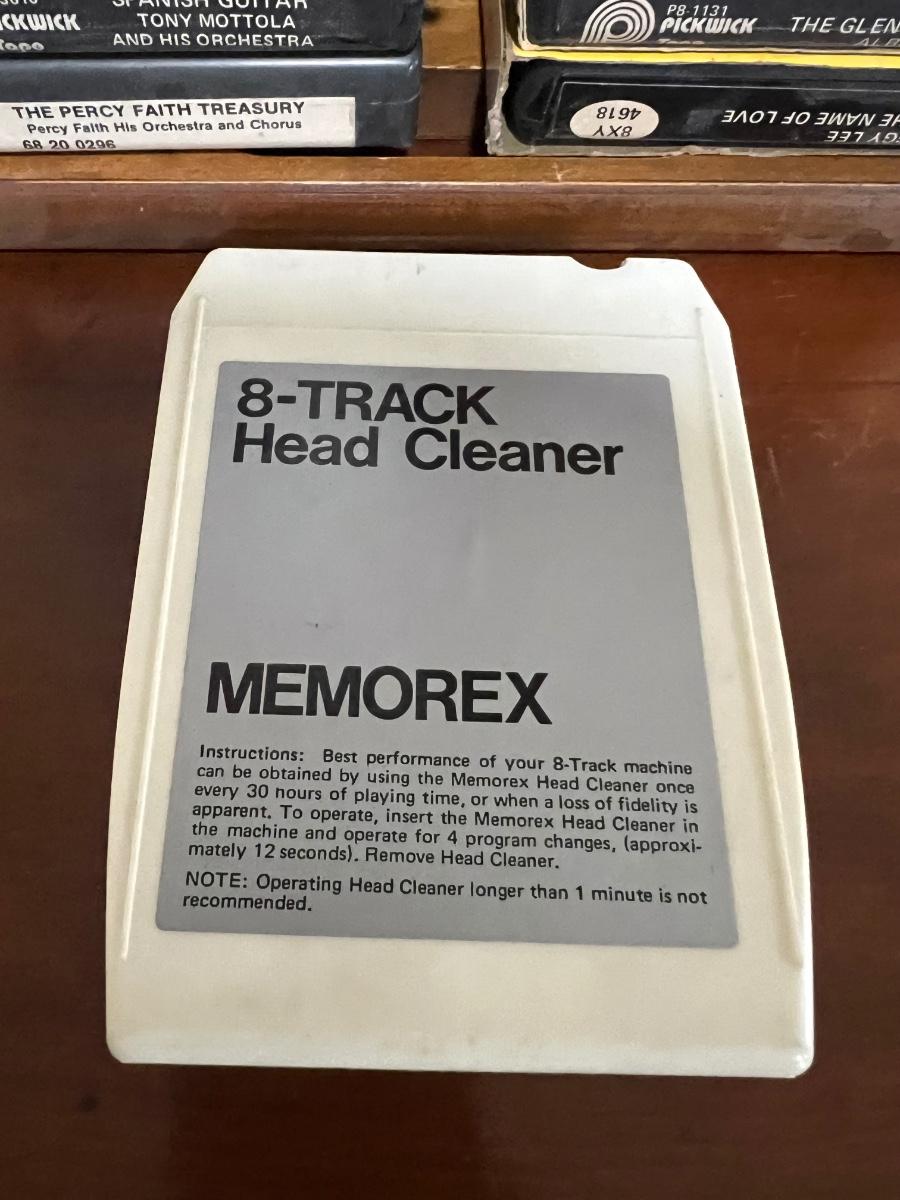 SPANISH GUITAR
TONY MOTTOLA
AND HIS ORCHESTRA
THE PERCY FAITH TREASURY
Percy Faith His Orchestra and Chorus
68 20 0296
P8-1131
PICKWICK
THE GLEN
8XY
4618
NAME OF LOVE
LEE
8-TRACK
Head Cleaner
MEMOREX
Instructions: Best performance of your 8-Track machine
can be obtained by using the Memorex Head Cleaner once
every 30 hours of playing time, or when a loss of fidelity is
apparent. To operate, insert the Memorex Head Cleaner in
the machine and operate for 4 program changes, (approxi-
mately 12 seconds). Remove Head Cleaner.
NOTE: Operating Head Cleaner longer than 1 minute is not
recommended.